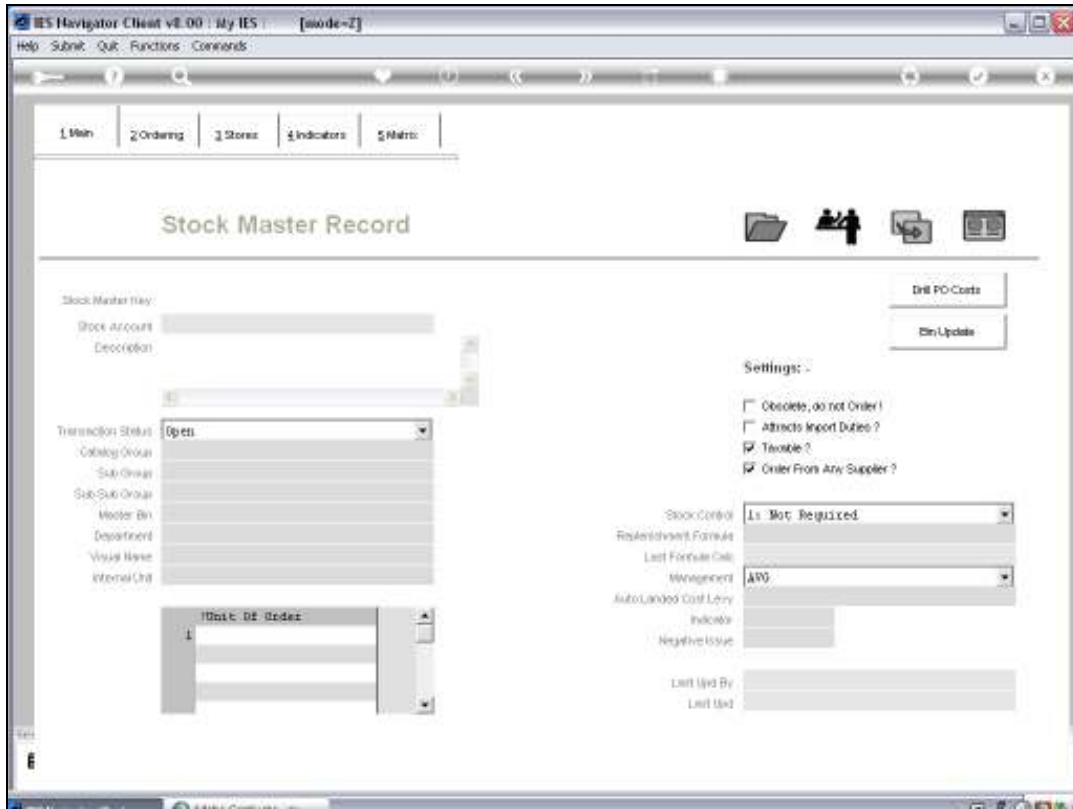 IES Navigator Client v8.00 : My IES : [mode=Z]
Help Submit Quit Functions Commands
1 Main 2 Ordering 3 Stores 4 Indicators 5 Matrix
Stock Master Record
Drill PO Costs
Stock Master Key
Bin Update
Stock Account
Description
Settings: -
Obsolete, do not Order !
Attracts Import Duties ?
Transaction Status Open
Taxable ?
Catalog Group
Order From Any Supplier ?
Sub Group
Sub Sub Group
Master Bin
Stock Control Is Not Required
Department
Replenishment Formula
Visual Name
Last Formula Calc
Internal Unit
Management AVG
Auto Landed Cost Levy
Unit Of Order
Indicator
1
Negative Issue
Last Upd By
Last Upd